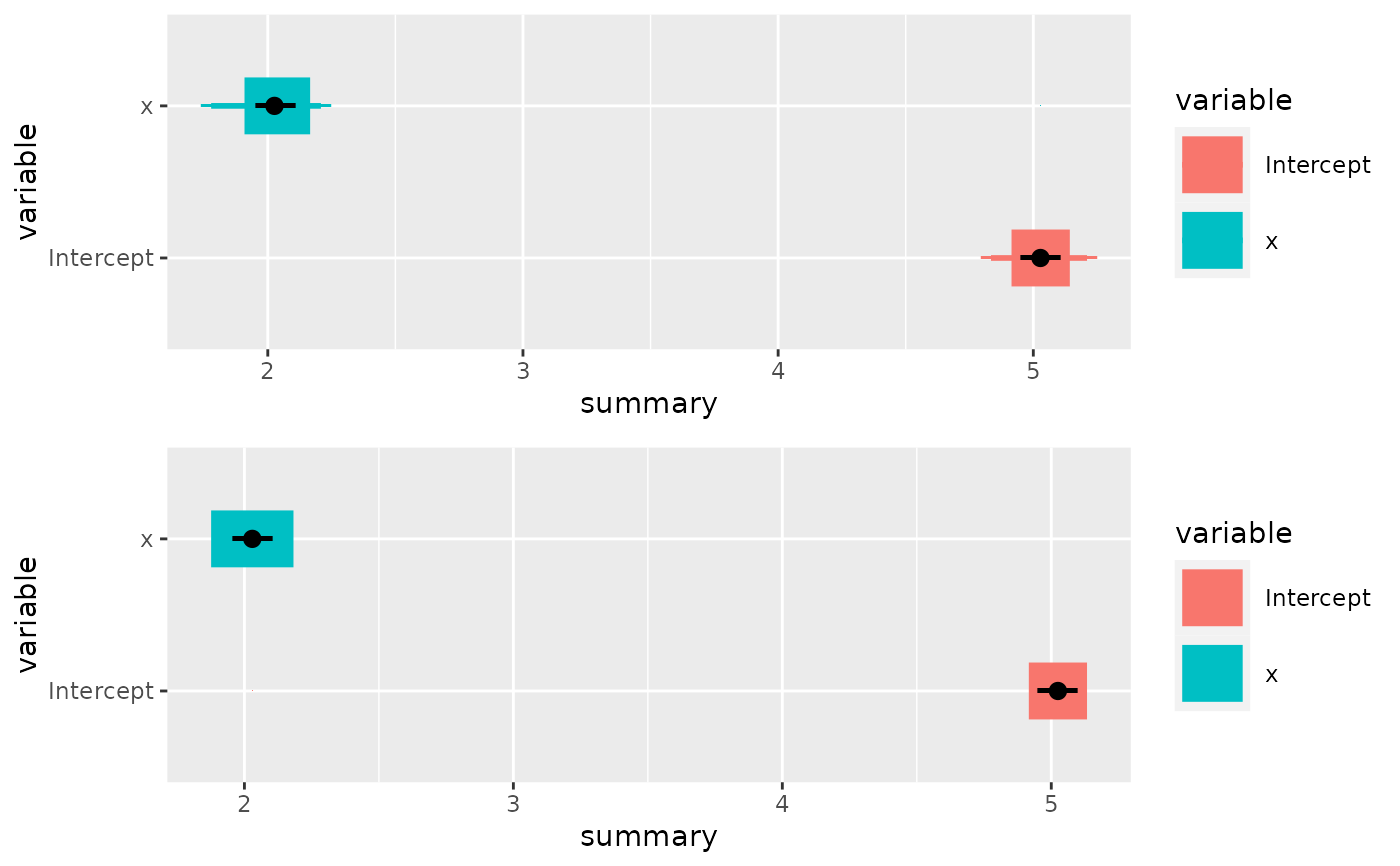 variable
x
Intercept
2 3 4 5
summary
variable
Intercept
x
variable
x
Intercept
2 3 4 5
summary
variable
Intercept
x